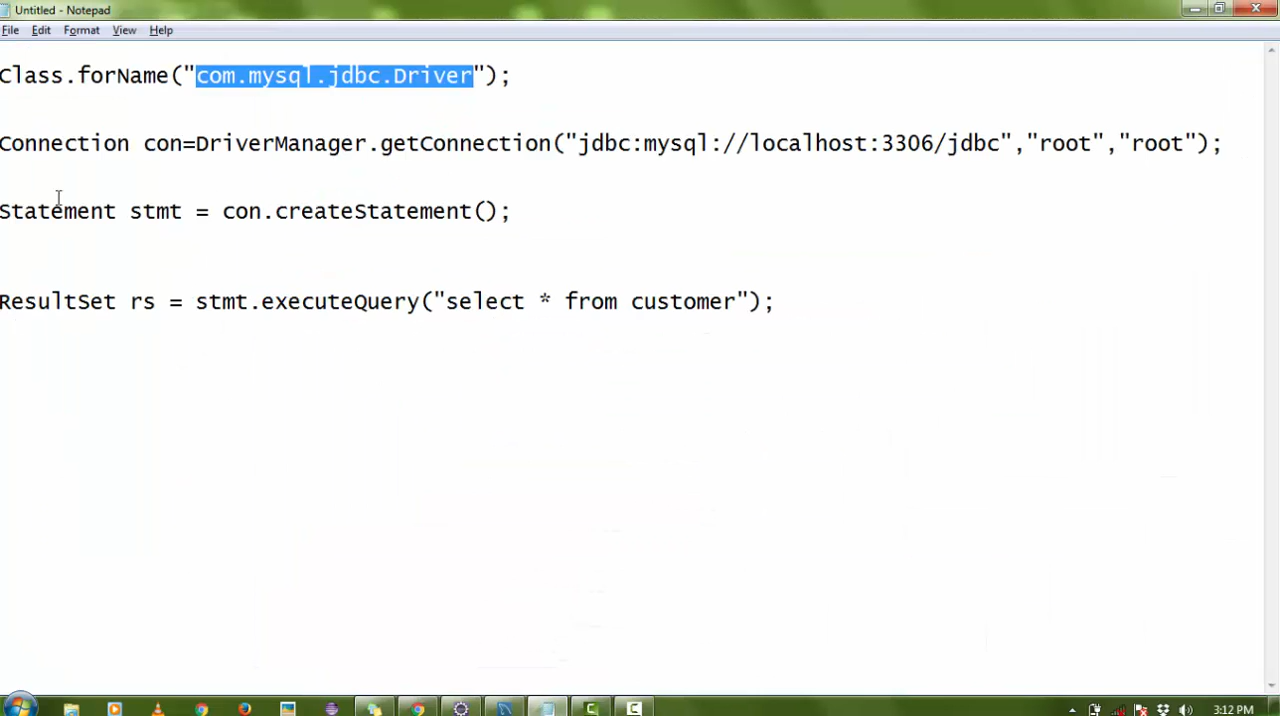 Untitled - Notepad
File Edit Format View Help
Class.forName("com.mysql.jdbc.Driver");
Connection con=DriverManager.getConnection("jdbc:mysql://localhost:3306/jdbc","root","root");
Statement stmt = con.createStatement();
ResultSet rs = stmt.executeQuery("select * from customer");
3:12 PM